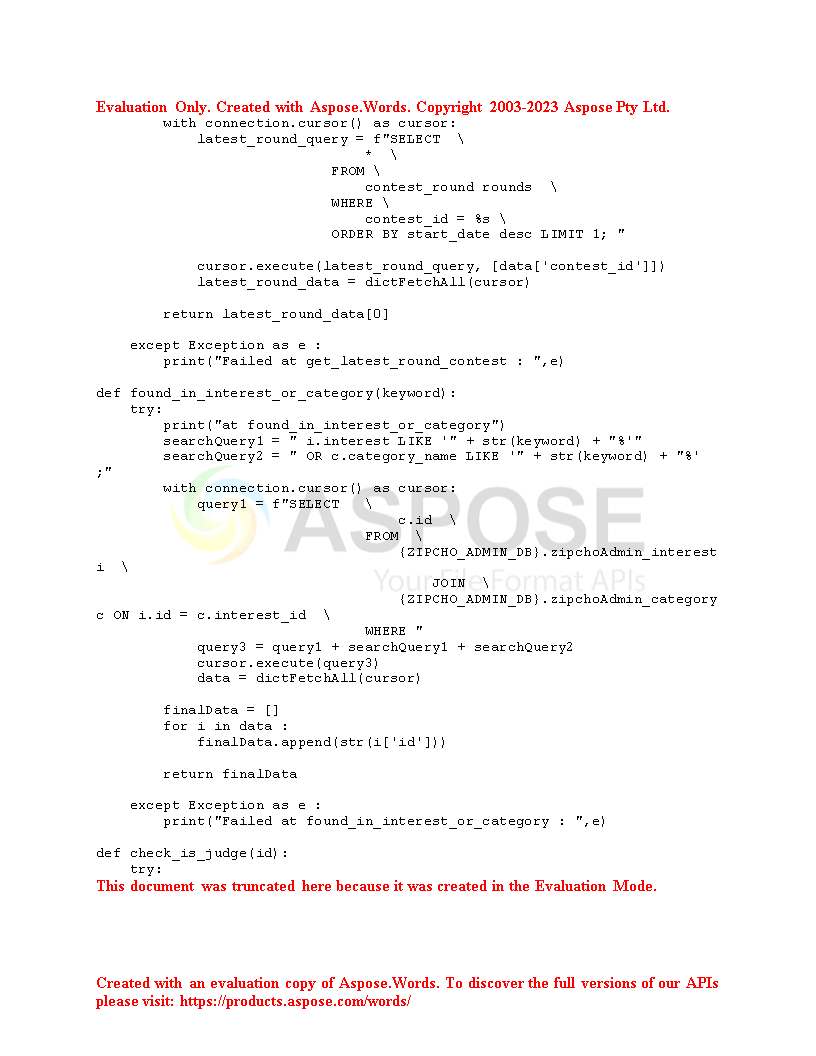 Evaluation Only. Created with Aspose.Words. Copyright 2003-2023 Aspose Pty Ltd.
        with connection.cursor() as cursor:
            latest_round_query = f"SELECT  \
                                *  \
                            FROM \
                                contest_round rounds  \
                            WHERE \
                                contest_id = %s \
                            ORDER BY start_date desc LIMIT 1; "

            cursor.execute(latest_round_query, [data['contest_id']])
            latest_round_data = dictFetchAll(cursor)

        return latest_round_data[0]

    except Exception as e :
        print("Failed at get_latest_round_contest : ",e)

def found_in_interest_or_category(keyword):
    try:
        print("at found_in_interest_or_category")
        searchQuery1 = " i.interest LIKE '" + str(keyword) + "%'"
        searchQuery2 = " OR c.category_name LIKE '" + str(keyword) + "%'
;"
        with connection.cursor() as cursor:
            query1 = f"SELECT   \
                                    c.id  \
                                FROM  \
                                    {ZIPCHO_ADMIN_DB}.zipchoAdmin_interest
i  \
                                        JOIN  \
                                    {ZIPCHO_ADMIN_DB}.zipchoAdmin_category
c ON i.id = c.interest_id  \
                                WHERE "
            query3 = query1 + searchQuery1 + searchQuery2
            cursor.execute(query3)
            data = dictFetchAll(cursor)

        finalData = []
        for i in data :
            finalData.append(str(i['id']))

        return finalData

    except Exception as e :
        print("Failed at found_in_interest_or_category : ",e)

def check_is_judge(id):
    try:
This document was truncated here because it was created in the Evaluation Mode.
ASPOSE
Your File Format APIs
Created with an evaluation copy of Aspose.Words. To discover the full versions of our APIs
please visit: https://products.aspose.com/words/